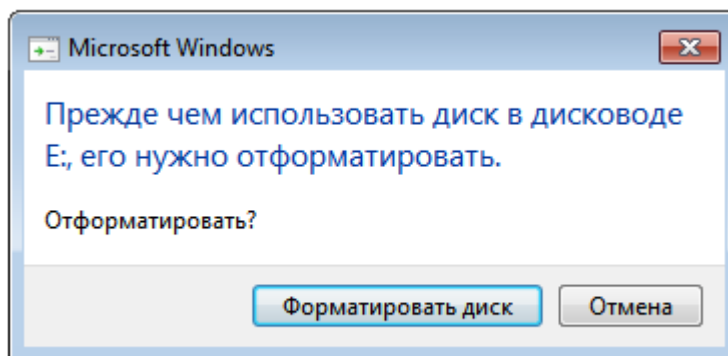 Microsoft Windows
Прежде чем использовать диск в дисководе
E:, его нужно отформатировать.
Отформатировать?
Форматировать диск
Отмена